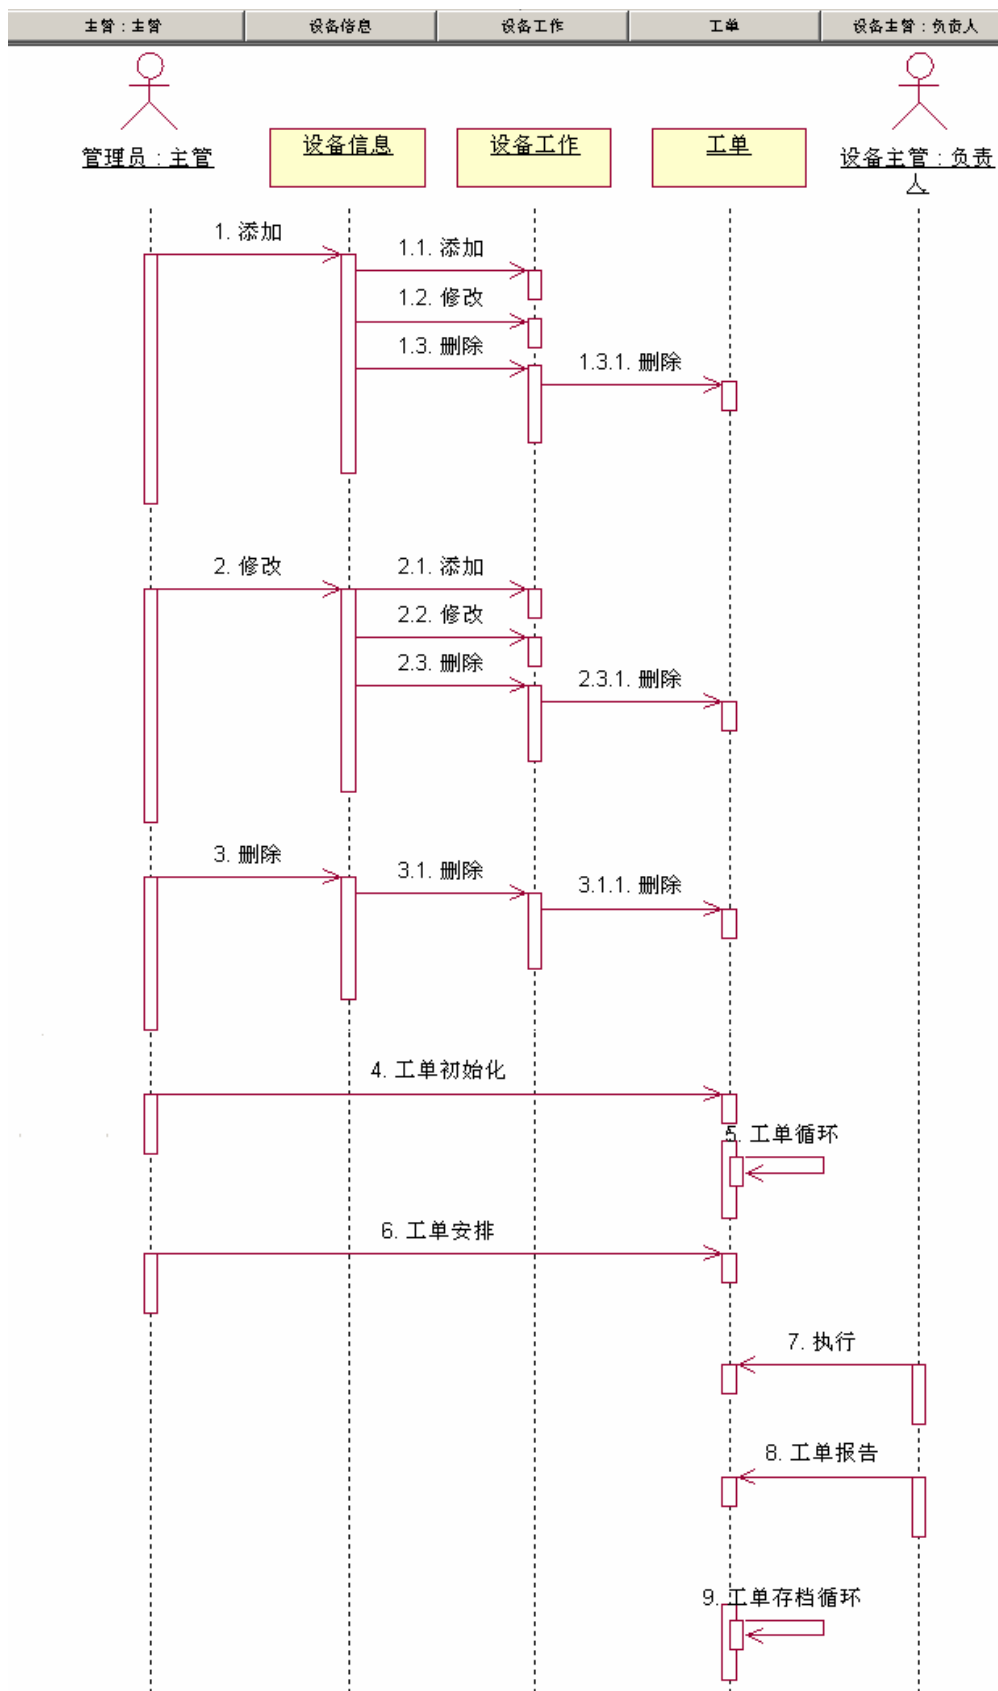 主管 : 主管
设备信息
设备工作
工单
设备主管 : 负责人
管理员 : 主管
设备信息
设备工作
工单
设备主管 : 负责
人
1. 添加
1.1. 添加
1.2. 修改
1.3. 删除
1.3.1. 删除
2. 修改
2.1. 添加
2.2. 修改
2.3. 删除
2.3.1. 删除
3. 删除
3.1. 删除
3.1.1. 删除
4. 工单初始化
5. 工单循环
6. 工单安排
7. 执行
8. 工单报告
9. 工单存档循环